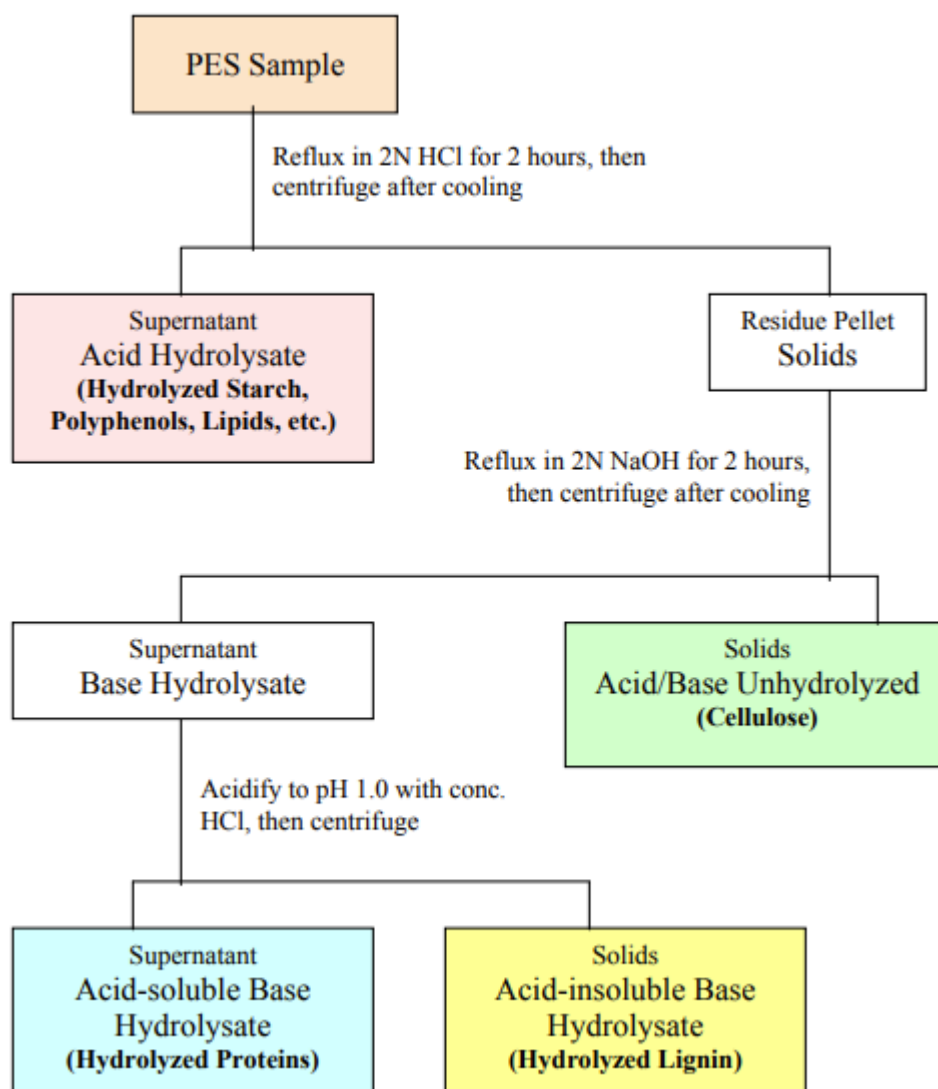 PES Sample
Reflux in 2N HCl for 2 hours, then
centrifuge after cooling
Supernatant
Acid Hydrolysate
(Hydrolyzed Starch,
Polyphenols, Lipids, etc.)
Residue Pellet
Solids
Reflux in 2N NaOH for 2 hours,
then centrifuge after cooling
Supernatant
Base Hydrolysate
Solids
Acid/Base Unhydrolyzed
(Cellulose)
Acidify to pH 1.0 with conc.
HCl, then centrifuge
Supernatant
Acid-soluble Base
Hydrolysate
(Hydrolyzed Proteins)
Solids
Acid-insoluble Base
Hydrolysate
(Hydrolyzed Lignin)